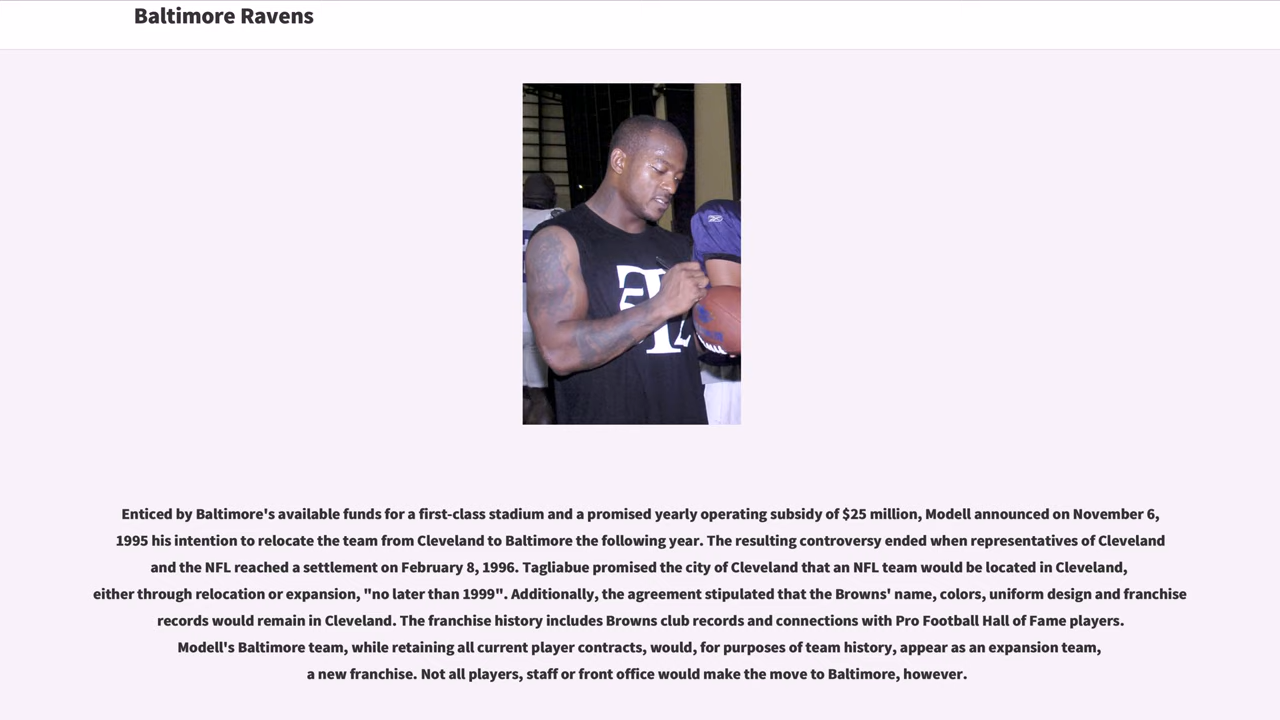 Baltimore Ravens
Enticed by Baltimore's available funds for a first-class stadium and a promised yearly operating subsidy of $25 million, Modell announced on November 6,
1995 his intention to relocate the team from Cleveland to Baltimore the following year. The resulting controversy ended when representatives of Cleveland
and the NFL reached a settlement on February 8, 1996. Tagliabue promised the city of Cleveland that an NFL team would be located in Cleveland,
either through relocation or expansion, "no later than 1999". Additionally, the agreement stipulated that the Browns' name, colors, uniform design and franchise
records would remain in Cleveland. The franchise history includes Browns club records and connections with Pro Football Hall of Fame players.
Modell's Baltimore team, while retaining all current player contracts, would, for purposes of team history, appear as an expansion team,
a new franchise. Not all players, staff or front office would make the move to Baltimore, however.